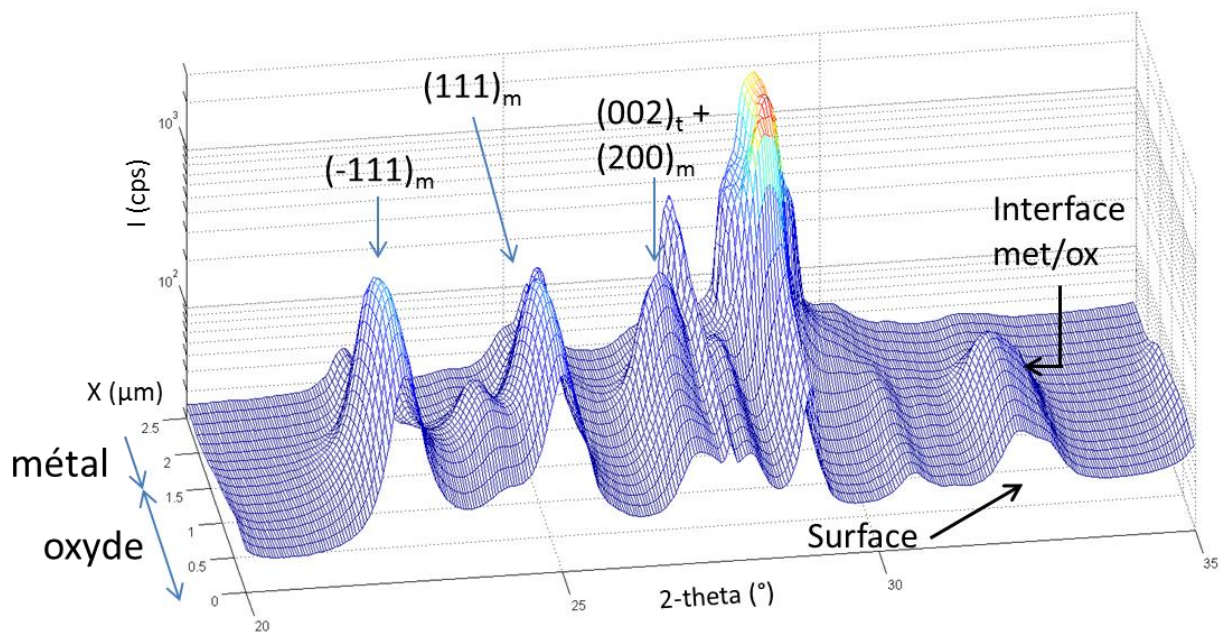 (111)m
(002)t +
(-111)m
(200)m
10³
I (cps)
Interface
met/ox
10²
X (µm)
2.5
métal
2
1.5
oxyde
1
0.5
Surface
0
20
25
2-theta (°)
30
35